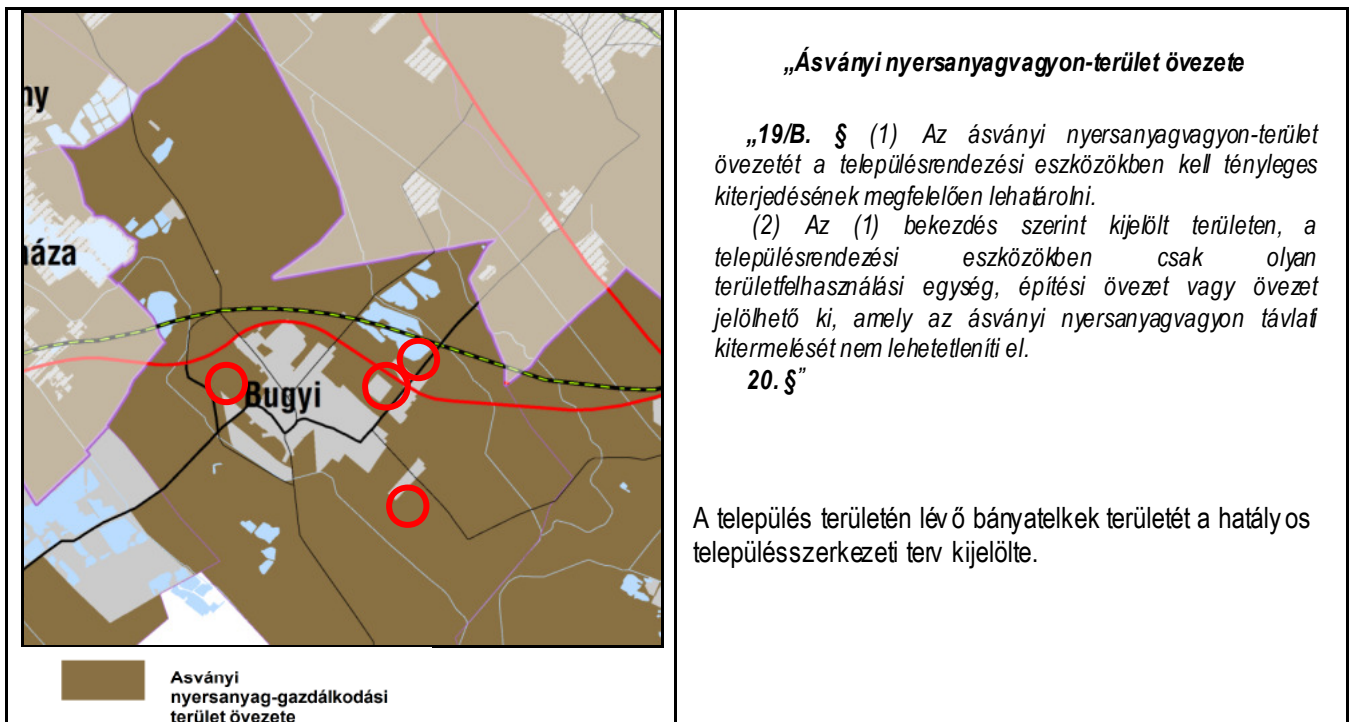 ny
náza
Bugyi
Asványi
nyersanyag-gazdálkodási
terület övezete
„Ásványi nyersanyagvagyon-terület övezete
„19/B. § (1) Az ásványi nyersanyagvagyon-terület
övezetét a településrendezési eszközökben kell tényleges
kiterjedésének megfelelően lehatárolni.
(2) Az (1) bekezdés szerint kijelölt területen, a
településrendezési eszközökben csak olyan
területfelhasználási egység, építési övezet vagy övezet
jelölhető ki, amely az ásványi nyersanyagvagyon távlati
kitermelését nem lehetetleníti el.
20. §”
A település területén lévő bányatelkek területét a hatályos
településszerkezeti terv kijelölte.